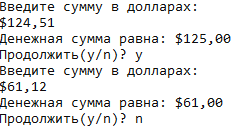 Введите сумму в долларах:
$124,51
Денежная сумма равна: $125,00
Продолжить(y/n)? y
Введите сумму в долларах:
$61,12
Денежная сумма равна: $61,00
Продолжить(y/n)? n